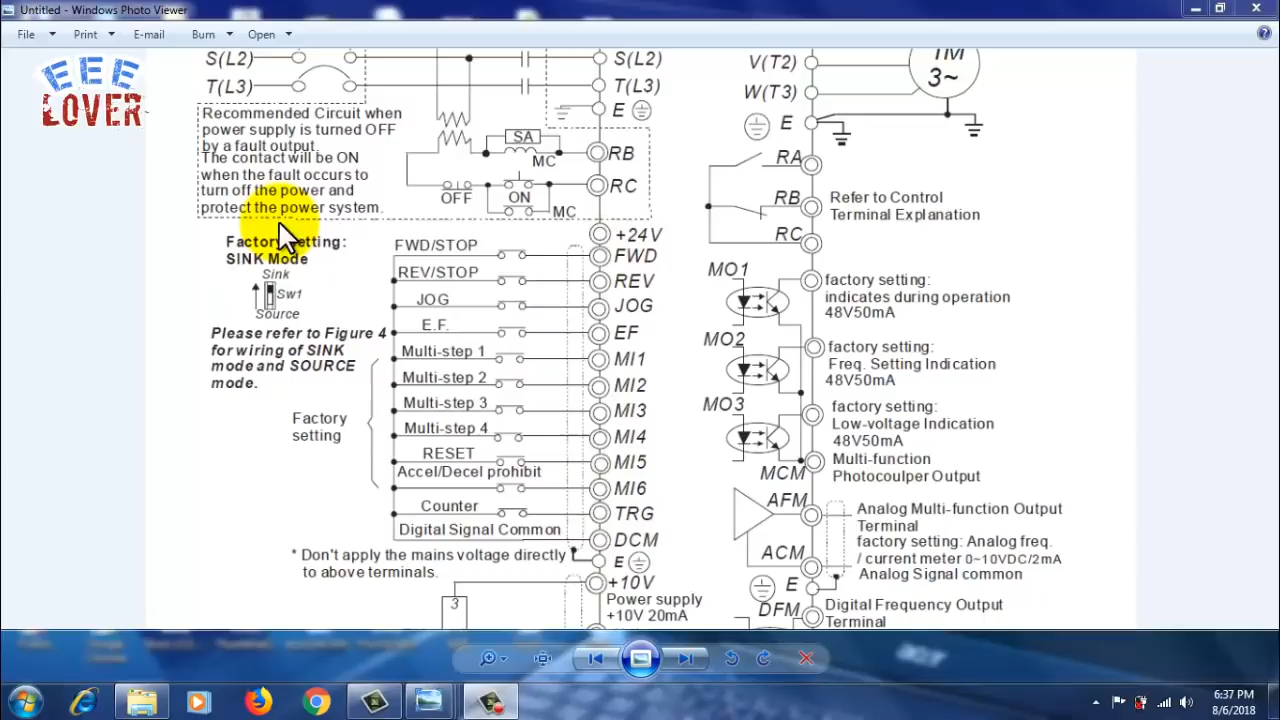 Untitled - Windows Photo Viewer
File
Print
E-mail
Burn
Open
EEE
LOVER
S(L2)
T(L3)
S(L2)
T(L3)
E
Recommended Circuit when
power supply is turned OFF
by a fault output.
The contact will be ON
when the fault occurs to
turn off the power and
protect the power system.
SA
MC
RB
OFF
ON
MC
RC
Factory setting:
SINK Mode
Sink
Sw1
Source
Please refer to Figure 4
for wiring of SINK
mode and SOURCE
mode.
Factory
setting
+24V
FWD/STOP
FWD
REV/STOP
REV
JOG
JOG
E.F.
EF
Multi-step 1
MI1
Multi-step 2
MI2
Multi-step 3
MI3
Multi-step 4
MI4
RESET
MI5
Accel/Decel prohibit
MI6
Counter
TRG
Digital Signal Common
DCM
* Don't apply the mains voltage directly
to above terminals.
E
+10V
3
Power supply
+10V 20mA
V(T2)
W(T3)
E
IM
3~
RA
RB
RC
Refer to Control
Terminal Explanation
MO1
factory setting:
indicates during operation
48V50mA
MO2
factory setting:
Freq. Setting Indication
48V50mA
MO3
factory setting:
Low-voltage Indication
48V50mA
MCM
Multi-function
Photocoulper Output
AFM
Analog Multi-function Output
Terminal
factory setting: Analog freq.
/ current meter 0~10VDC/2mA
ACM
Analog Signal common
E
DFM
Digital Frequency Output
Terminal
6:37 PM
8/6/2018